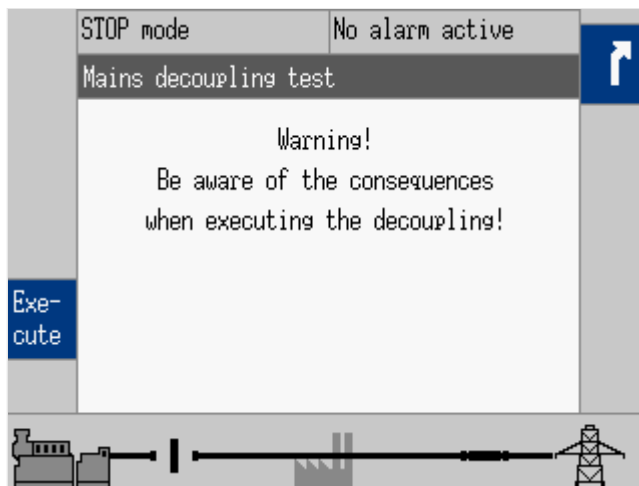 STOP mode
No alarm active
Mains decoupling test
Warning!
Be aware of the consequences
when executing the decoupling!
Exe-
cute